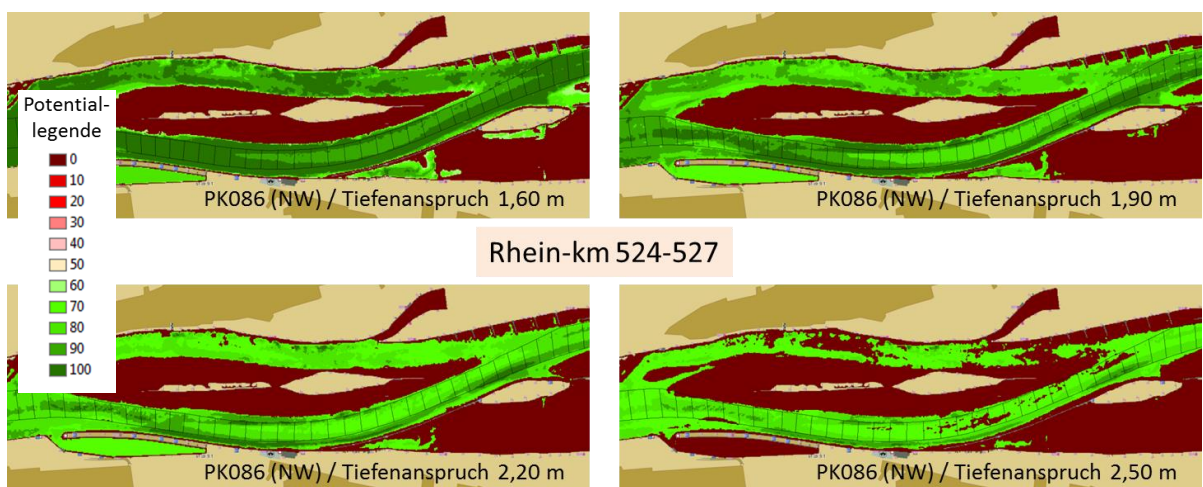 PK086 (NW) / Tiefenanspruch 1,60 m
PK086 (NW) / Tiefenanspruch 1,90 m
Potential-
legende
0
10
20
30
40
50
60
70
80
90
100
Rhein-km 524-527
PK086 (NW) / Tiefenanspruch 2,20 m
PK086 (NW) / Tiefenanspruch 2,50 m